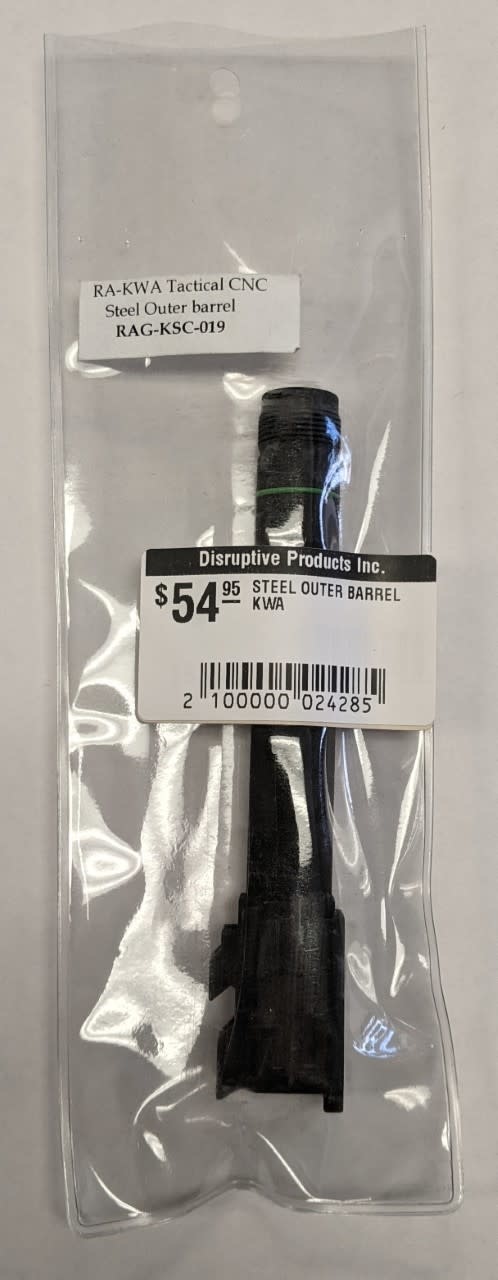 RA-KWA Tactical CNC
Steel Outer barrel
RAG-KSC-019
Disruptive Products Inc.
$54.95 STEEL OUTER BARREL
KWA
2 100000 024285